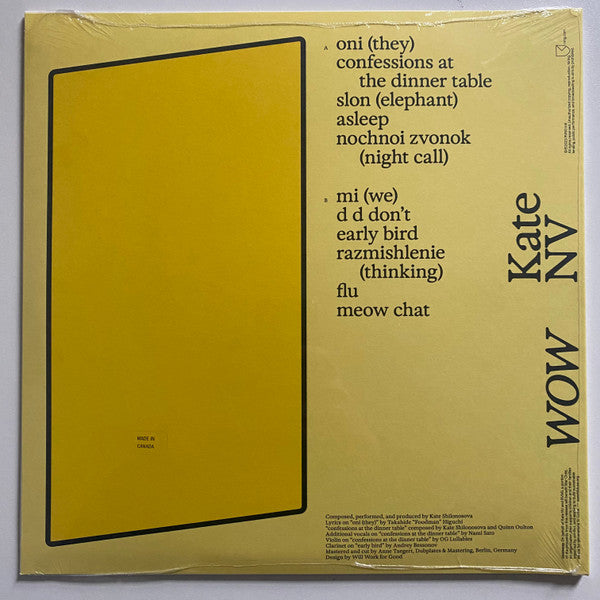 A
oni (they)
confessions at
the dinner table
slon (elephant)
asleep
nochnoi zvonok
(night call)
B
mi (we)
d d don't
early bird
razmishlenie
(thinking)
flu
meow chat
Kate
NV
WOW
MADE IN
CANADA
Composed, performed, and produced by Kate Shilonosova
Lyrics on "oni (they)" by Takahide "Foodman" Higuchi
"confessions at the dinner table" composed by Kate Shilonosova and Quinn Oulton
Additional vocals on "confessions at the dinner table" by Nami Sato
Violin on "confessions at the dinner table" by OG Lullabies
Clarinet on "early bird" by Andrey Bessonov
Mastered and cut by Anne Taegert, Dubplates & Mastering, Berlin, Germany
Design by Will Work for Good